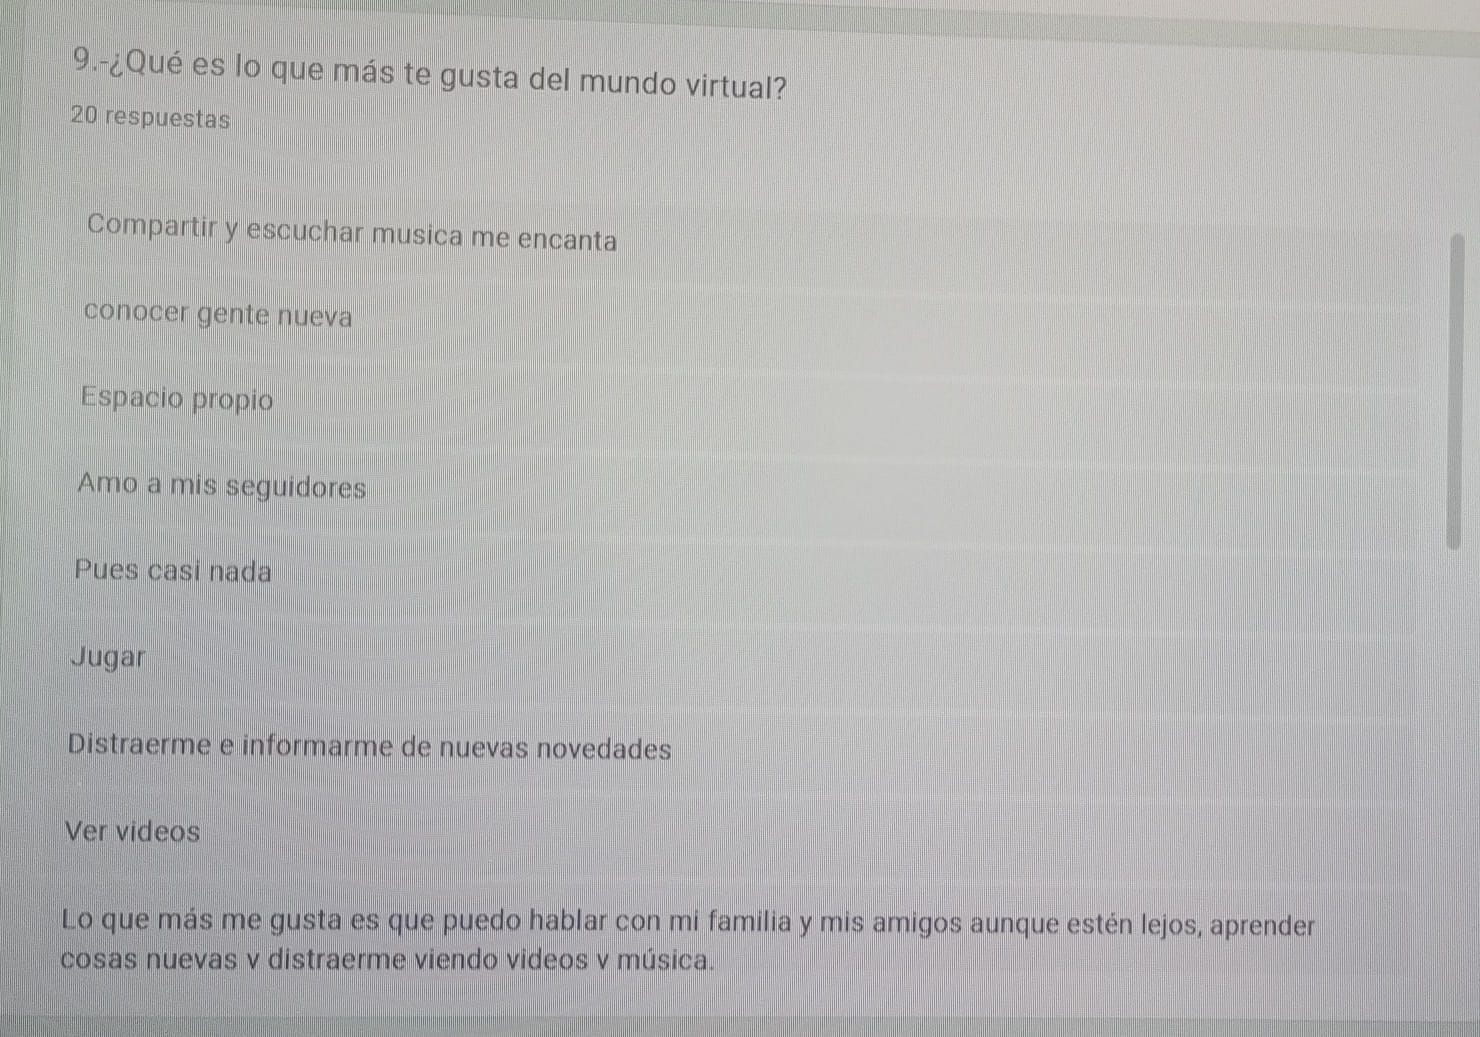 9.-¿Qué es lo que más te gusta del mundo virtual?
20 respuestas
Compartir y escuchar musica me encanta
conocer gente nueva
Espacio propio
Amo a mis seguidores
Pues casi nada
Jugar
Distraerme e informarme de nuevas novedades
Ver videos
Lo que más me gusta es que puedo hablar con mi familia y mis amigos aunque estén lejos, aprender
cosas nuevas y distraerme viendo videos y música.